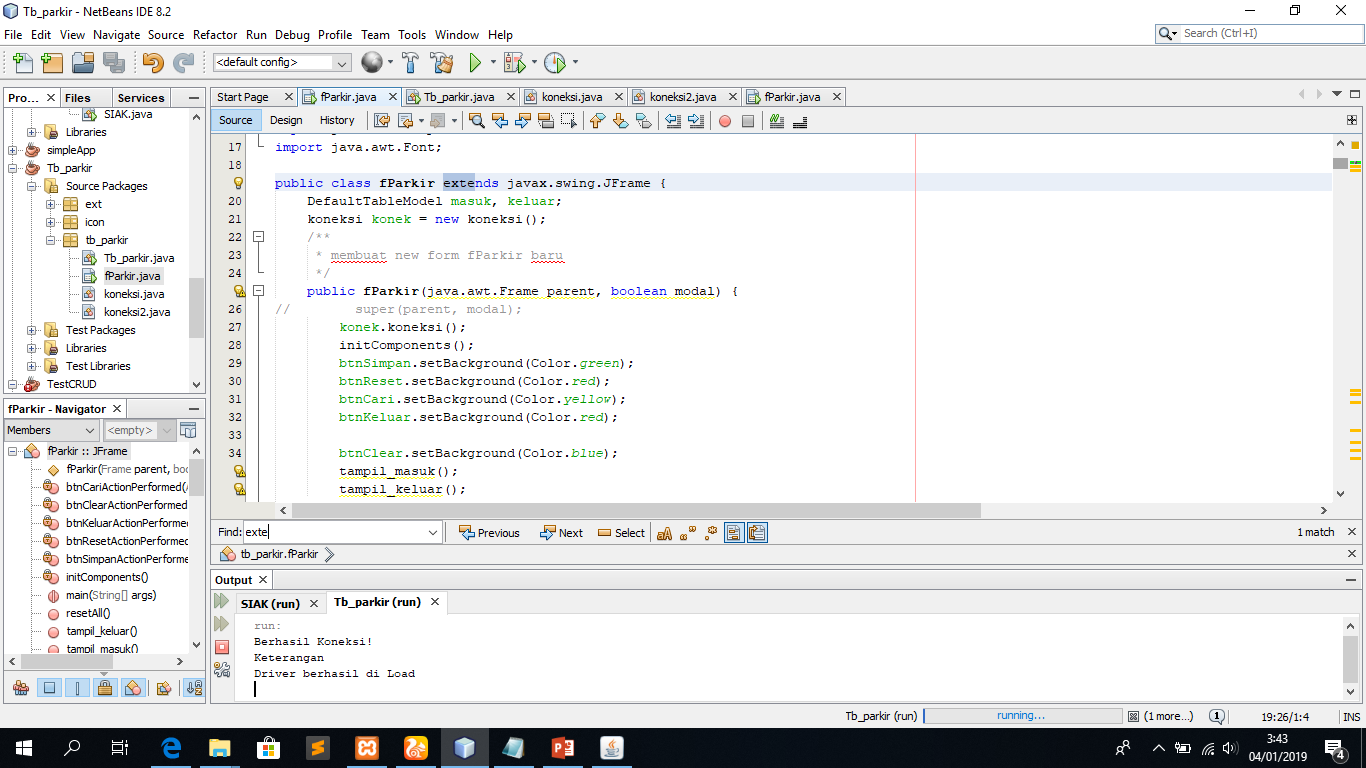 Tb_parkir - NetBeans IDE 8.2
File Edit View Navigate Source Refactor Run Debug Profile Team Tools Window Help
Search (Ctrl+I)
<default config>
Pro... Files Services
SIAK.java
Libraries
simpleApp
Tb_parkir
Source Packages
ext
icon
tb_parkir
Tb_parkir.java
fParkir.java
koneksi.java
koneksi2.java
Test Packages
Libraries
Test Libraries
TestCRUD
fParkir - Navigator
Members <empty>
fParkir :: JFrame
fParkir(Frame parent, boo
btnCariActionPerformed(
btnClearActionPerformed
btnKeluarActionPerforme
btnResetActionPerformed
btnSimpanActionPerforme
initComponents()
main(String[] args)
resetAll()
tampil_keluar()
tampil_masuk()
Start Page fParkir.java Tb_parkir.java koneksi.java koneksi2.java fParkir.java
Source Design History
17 import java.awt.Font;
18
public class fParkir extends javax.swing.JFrame {
20 DefaultTableModel masuk, keluar;
21 koneksi konek = new koneksi();
22 /**
23 * membuat new form fParkir baru
24 */
public fParkir(java.awt.Frame parent, boolean modal) {
26 // super(parent, modal);
27 konek.koneksi();
28 initComponents();
29 btnSimpan.setBackground(Color.green);
30 btnReset.setBackground(Color.red);
31 btnCari.setBackground(Color.yellow);
32 btnKeluar.setBackground(Color.red);
33
34 btnClear.setBackground(Color.blue);
tampil_masuk();
tampil_keluar();
Find: exte Previous Next Select 1 match
tb_parkir.fParkir
Output
SIAK (run) Tb_parkir (run)
run:
Berhasil Koneksi!
Keterangan
Driver berhasil di Load
Tb_parkir (run) running... (1 more...) 1 19:26/1:4 INS
3:43
04/01/2019
4